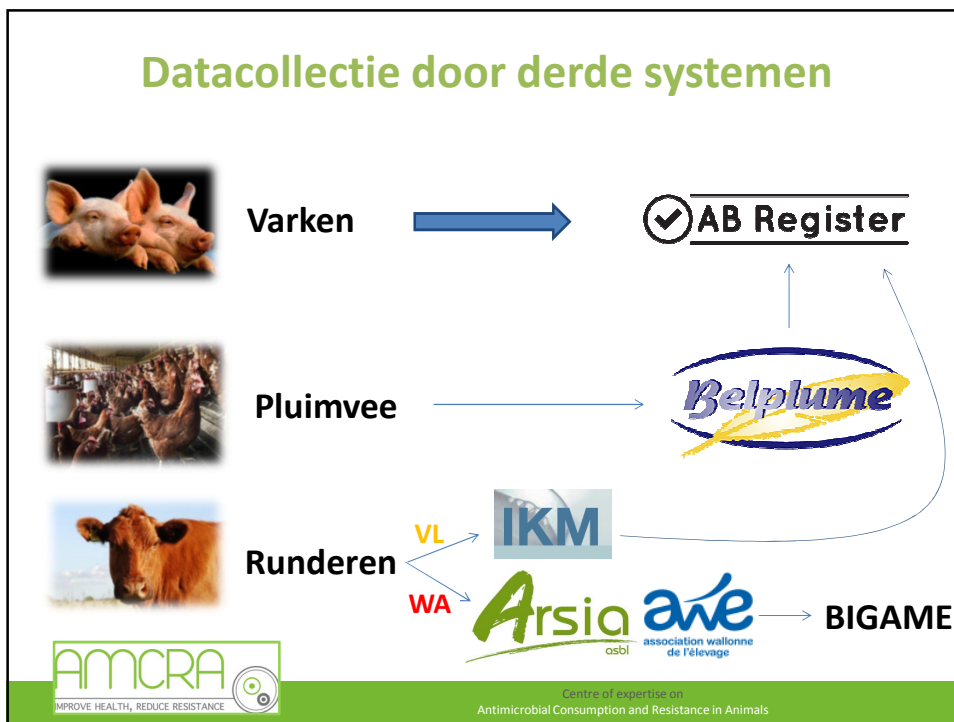 Datacollectie door derde systemen
Varken
AB Register
Pluimvee
Belplume
Runderen
VL
IKM
WA
Arsia
asbl
awe
association wallonne
de l'élevage
BIGAME
AMCRA
IMPROVE HEALTH, REDUCE RESISTANCE
Centre of expertise on
Antimicrobial Consumption and Resistance in Animals